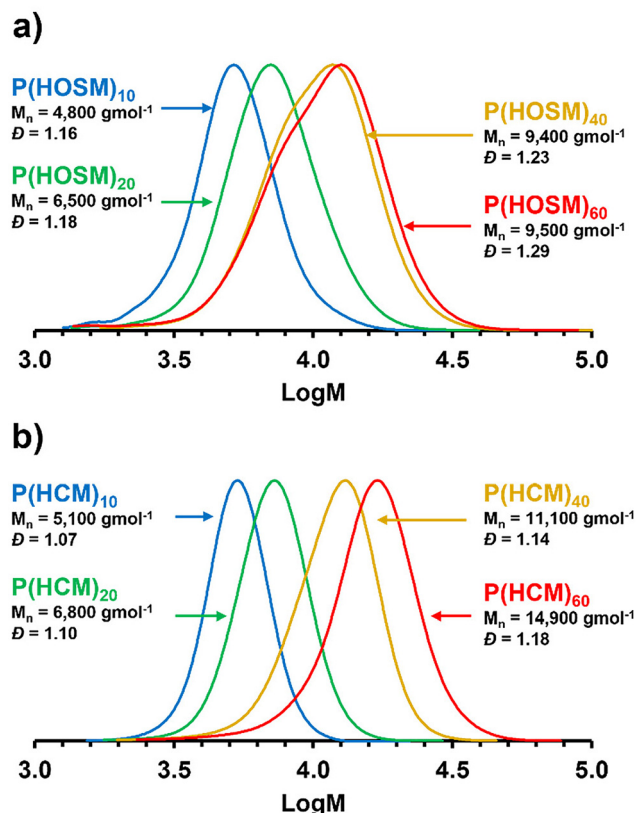 a)
P(HOSM)₁₀
Mₙ = 4,800 gmol⁻¹
Đ = 1.16
P(HOSM)₂₀
Mₙ = 6,500 gmol⁻¹
Đ = 1.18
P(HOSM)₄₀
Mₙ = 9,400 gmol⁻¹
Đ = 1.23
P(HOSM)₆₀
Mₙ = 9,500 gmol⁻¹
Đ = 1.29
3.0 3.5 4.0 4.5 5.0
LogM
b)
P(HCM)₁₀
Mₙ = 5,100 gmol⁻¹
Đ = 1.07
P(HCM)₂₀
Mₙ = 6,800 gmol⁻¹
Đ = 1.10
P(HCM)₄₀
Mₙ = 11,100 gmol⁻¹
Đ = 1.14
P(HCM)₆₀
Mₙ = 14,900 gmol⁻¹
Đ = 1.18
3.0 3.5 4.0 4.5 5.0
LogM